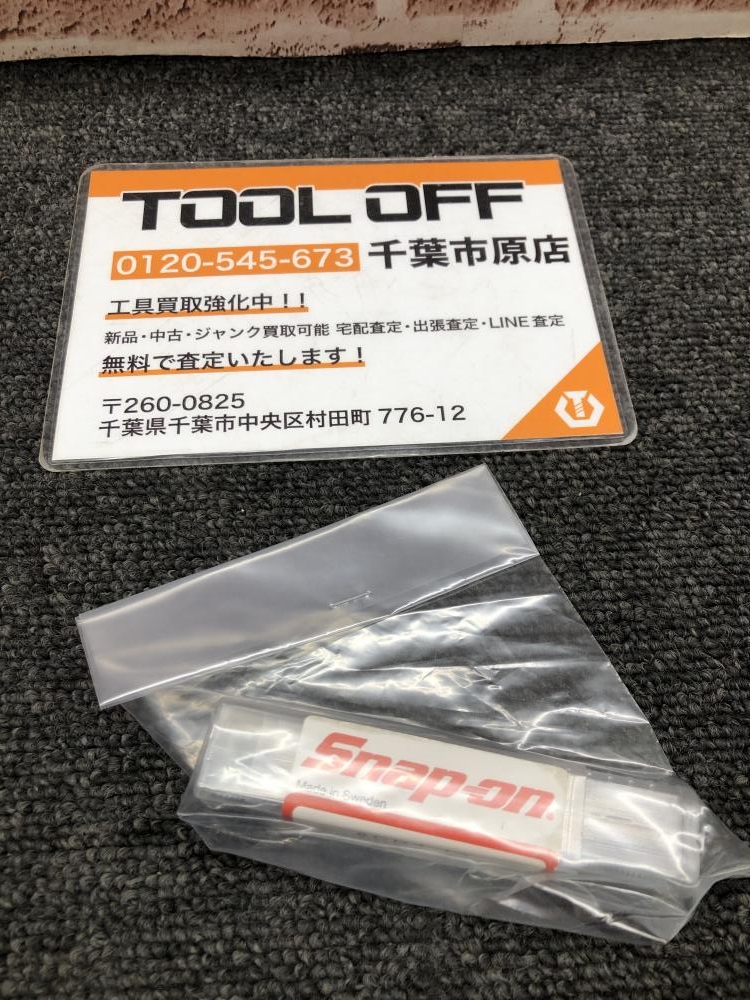 TOOL OFF
0120-545-673 千葉市原店
工具買取強化中！！
新品・中古・ジャンク買取可能 宅配査定・出張査定・LINE査定
無料で査定いたします！
〒260-0825
千葉県千葉市中央区村田町 776-12
Snap-on®
Made in Sweden